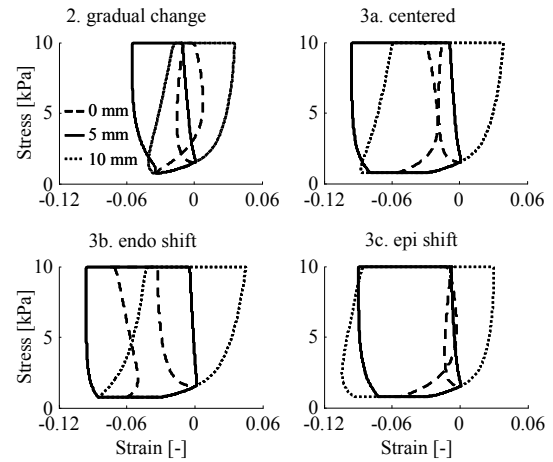 2. gradual change
3a. centered
Stress [kPa]
10
5
0
0 mm
5 mm
10 mm
-0.12
-0.06
0
0.06
10
5
0
-0.12
-0.06
0
0.06
3b. endo shift
3c. epi shift
Stress [kPa]
10
5
0
-0.12
-0.06
0
0.06
Strain [-]
10
5
0
-0.12
-0.06
0
0.06
Strain [-]